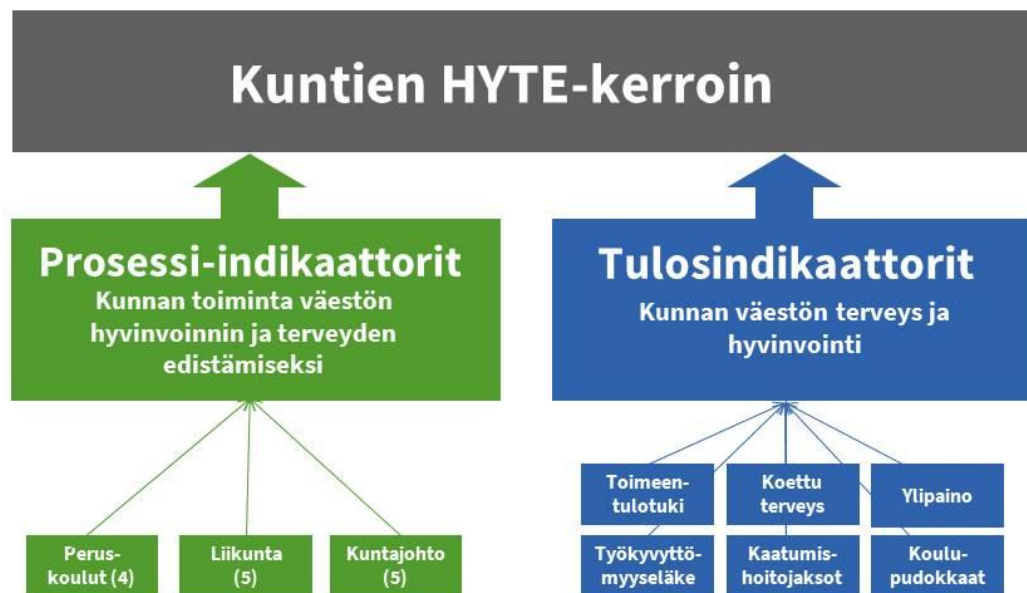 Kuntien HYTE-kerroin
Prosessi-indikaattorit
Kunnan toiminta väestön
hyvinvoinnin ja terveyden
edistämiseksi
Tulosindikaattorit
Kunnan väestön terveys ja
hyvinvointi
Perus-
koulut (4)
Liikunta
(5)
Kuntajohto
(5)
Toimeen-
tulotuki
Koettu
terveys
Ylipaino
Työkyvyttö-
myyseläke
Kaatumis-
hoitojaksot
Koulu-
pudokkaat